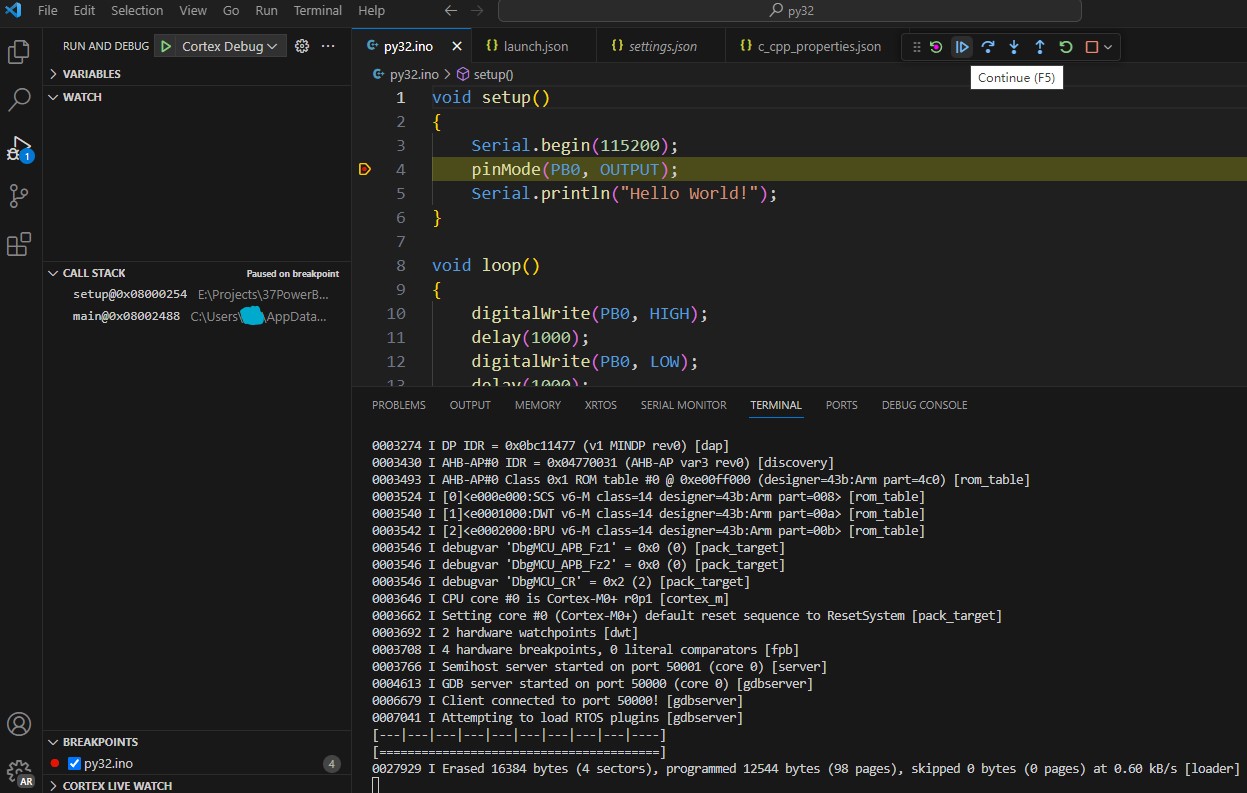 File Edit Selection View Go Run Terminal Help py32
RUN AND DEBUG Cortex Debug
py32.ino launch.json settings.json c_cpp_properties.json
Continue (F5)
VARIABLES
WATCH
py32.ino > setup()
1 void setup()
2 {
3 Serial.begin(115200);
4 pinMode(PB0, OUTPUT);
5 Serial.println("Hello World!");
6 }
7
8 void loop()
9 {
10 digitalWrite(PB0, HIGH);
11 delay(1000);
12 digitalWrite(PB0, LOW);
13 delay(1000);
1
CALL STACK Paused on breakpoint
setup@0x08000254 E:\Projects\37PowerB...
main@0x08002488 C:\Users\ \AppData...
PROBLEMS OUTPUT MEMORY XRTOS SERIAL MONITOR TERMINAL PORTS DEBUG CONSOLE
0003274 I DP IDR = 0x0bc11477 (v1 MINDP rev0) [dap]
0003430 I AHB-AP#0 IDR = 0x04770031 (AHB-AP var3 rev0) [discovery]
0003493 I AHB-AP#0 Class 0x1 ROM table #0 @ 0xe00ff000 (designer=43b:Arm part=4c0) [rom_table]
0003524 I [0]<e000e000:SCS v6-M class=14 designer=43b:Arm part=008> [rom_table]
0003540 I [1]<e0001000:DWT v6-M class=14 designer=43b:Arm part=00a> [rom_table]
0003542 I [2]<e0002000:BPU v6-M class=14 designer=43b:Arm part=00b> [rom_table]
0003546 I debugvar 'DbgMCU_APB_Fz1' = 0x0 (0) [pack_target]
0003546 I debugvar 'DbgMCU_APB_Fz2' = 0x0 (0) [pack_target]
0003546 I debugvar 'DbgMCU_CR' = 0x2 (2) [pack_target]
0003646 I CPU core #0 is Cortex-M0+ r0p1 [cortex_m]
0003662 I Setting core #0 (Cortex-M0+) default reset sequence to ResetSystem [pack_target]
0003692 I 2 hardware watchpoints [dwt]
0003708 I 4 hardware breakpoints, 0 literal comparators [fpb]
0003766 I Semihost server started on port 50001 (core 0) [server]
0004613 I GDB server started on port 50000 (core 0) [gdbserver]
0006679 I Client connected to port 50000! [gdbserver]
0007041 I Attempting to load RTOS plugins [gdbserver]
[---|---|---|---|---|---|---|---|---|----]
[========================================]
0027929 I Erased 16384 bytes (4 sectors), programmed 12544 bytes (98 pages), skipped 0 bytes (0 pages) at 0.60 kB/s [loader]
BREAKPOINTS
py32.ino 4
AR
CORTEX LIVE WATCH